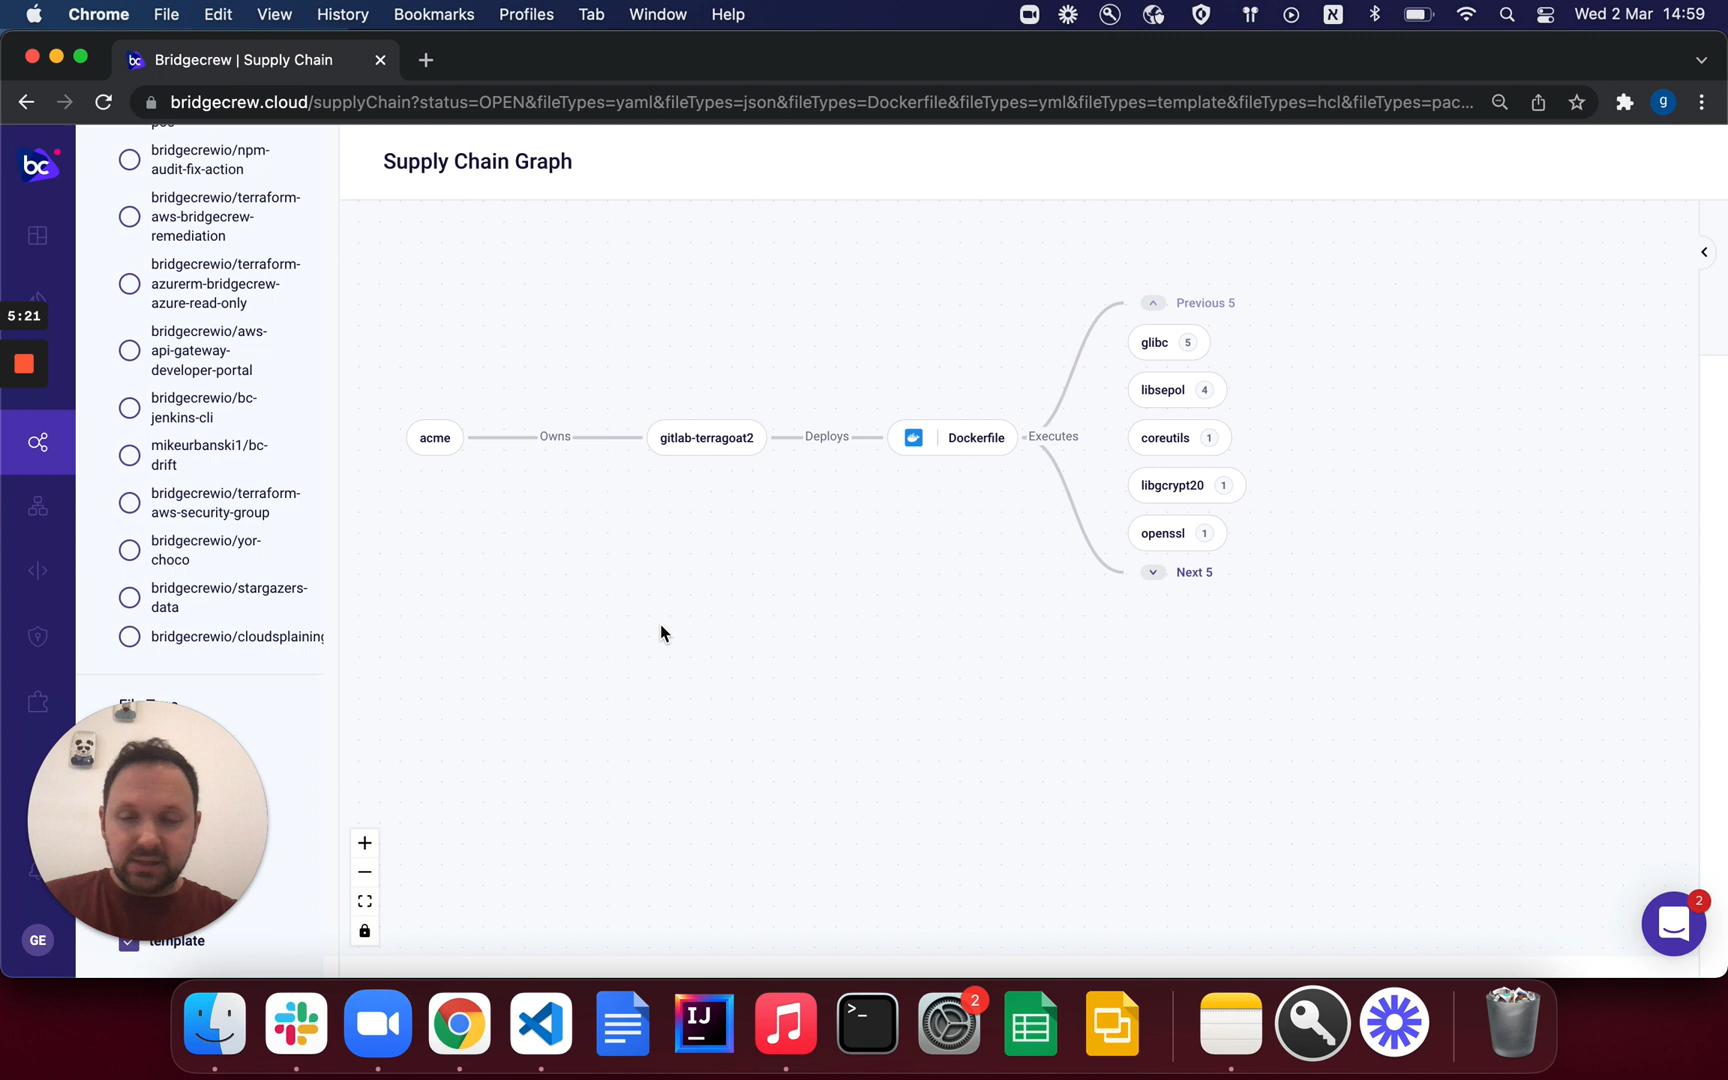 Chrome File Edit View History Bookmarks Profiles Tab Window Help
Wed 2 Mar 14:59
bc Bridgecrew | Supply Chain
bridgecrew.cloud/supplyChain?status=OPEN&fileTypes=yaml&fileTypes=json&fileTypes=Dockerfile&fileTypes=yml&fileTypes=template&fileTypes=hcl&fileTypes=pac...
g
bc
5:21
GE
bridgecrewio/npm-
audit-fix-action
bridgecrewio/terraform-
aws-bridgecrew-
remediation
bridgecrewio/terraform-
azurerm-bridgecrew-
azure-read-only
bridgecrewio/aws-
api-gateway-
developer-portal
bridgecrewio/bc-
jenkins-cli
mikeurbanski1/bc-
drift
bridgecrewio/terraform-
aws-security-group
bridgecrewio/yor-
choco
bridgecrewio/stargazers-
data
bridgecrewio/cloudsplaining
template
Supply Chain Graph
acme
Owns
gitlab-terragoat2
Deploys
Dockerfile
Executes
Previous 5
glibc 5
libsepol 4
coreutils 1
libgcrypt20 1
openssl 1
Next 5
2
IJ
>_
2